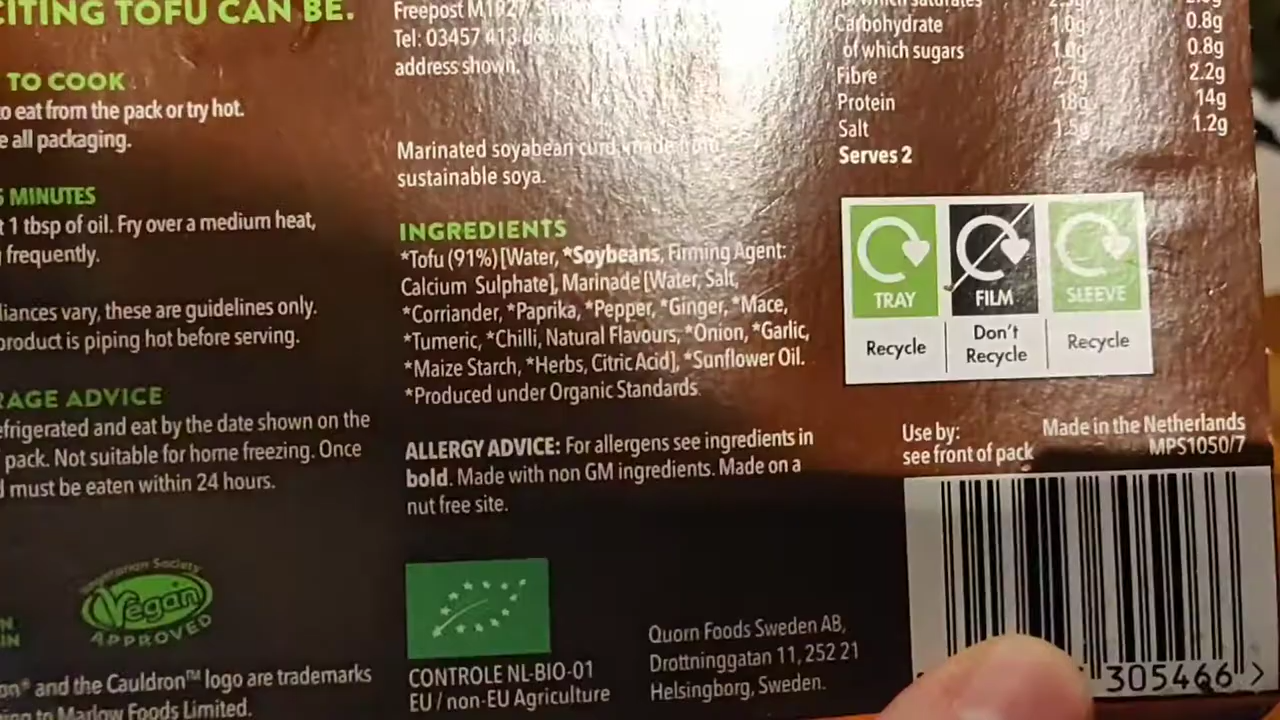 CITING TOFU CAN BE.
TO COOK
to eat from the pack or try hot.
e all packaging.
5 MINUTES
t 1 tbsp of oil. Fry over a medium heat,
frequently.
liances vary, these are guidelines only.
product is piping hot before serving.
RAGE ADVICE
efrigerated and eat by the date shown on the
pack. Not suitable for home freezing. Once
d must be eaten within 24 hours.
Vegetarian Society
Vegan
APPROVED
on® and the Cauldron™ logo are trademarks
to Marlow Foods Limited.
Freepost
Tel: 03457 413
address shown.
Marinated soyabean curd, made from
sustainable soya.
INGREDIENTS
*Tofu (91%) [Water, *Soybeans, Firming Agent:
Calcium Sulphate], Marinade [Water, Salt,
*Corriander, *Paprika, *Pepper, *Ginger, *Mace,
*Tumeric, *Chilli, Natural Flavours, *Onion, *Garlic,
*Maize Starch, *Herbs, Citric Acid], *Sunflower Oil.
*Produced under Organic Standards.
ALLERGY ADVICE: For allergens see ingredients in
bold. Made with non GM ingredients. Made on a
nut free site.
CONTROLE NL-BIO-01
EU / non-EU Agriculture
Quorn Foods Sweden AB,
Drottninggatan 11, 252 21
Helsingborg, Sweden.
of which saturates
Carbohydrate 1.0g 0.8g
of which sugars 1.0g 0.8g
Fibre 2.7g 2.2g
Protein 18g 14g
Salt 1.5g 1.2g
Serves 2
TRAY FILM SLEEVE
Recycle Don't Recycle Recycle
Use by:
see front of pack
Made in the Netherlands
MPS1050/7
305466 >